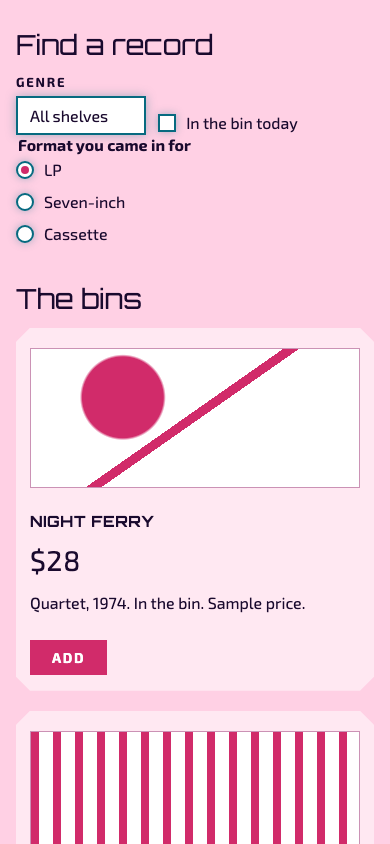 Find a record
GENRE
All shelves
In the bin today
Format you came in for
LP
Seven-inch
Cassette
The bins
NIGHT FERRY
$28
Quartet, 1974. In the bin. Sample price.
ADD